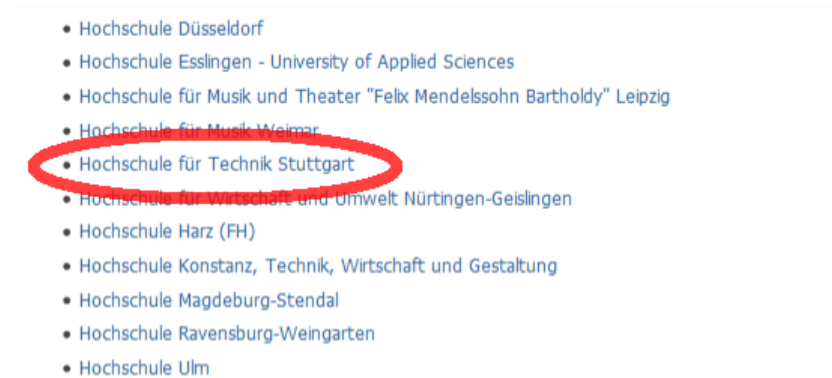 Hochschule Düsseldorf
Hochschule Esslingen - University of Applied Sciences
Hochschule für Musik und Theater "Felix Mendelssohn Bartholdy" Leipzig
Hochschule für Musik Weimar
Hochschule für Technik Stuttgart
Hochschule für Wirtschaft und Umwelt Nürtingen-Geislingen
Hochschule Harz (FH)
Hochschule Konstanz, Technik, Wirtschaft und Gestaltung
Hochschule Magdeburg-Stendal
Hochschule Ravensburg-Weingarten
Hochschule Ulm